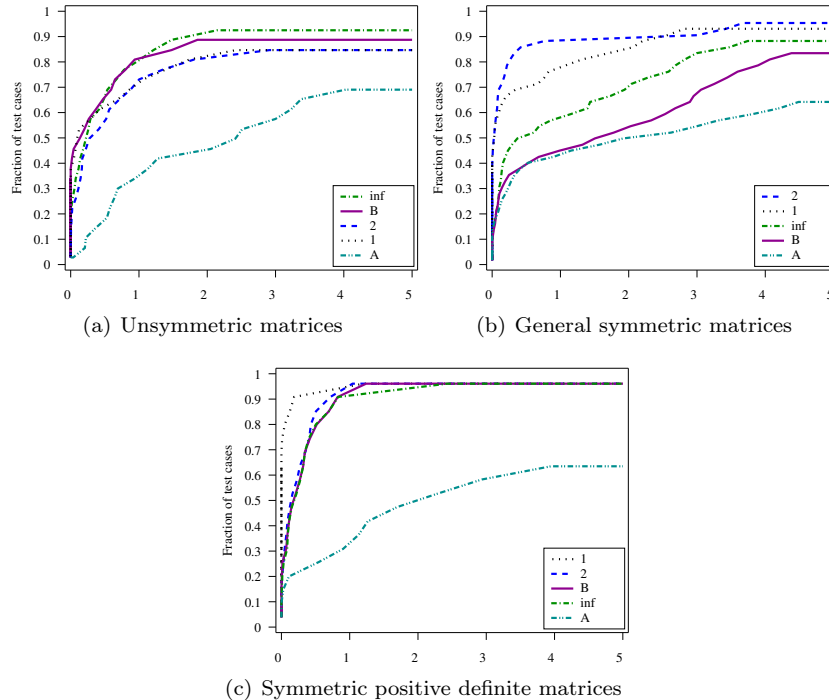 1
0.9
0.8
0.7
0.6
0.5
0.4
0.3
0.2
0.1
0
Fraction of test cases
inf
B
2
1
A
0 1 2 3 4 5
(a) Unsymmetric matrices
1
0.9
0.8
0.7
0.6
0.5
0.4
0.3
0.2
0.1
0
Fraction of test cases
2
1
inf
B
A
0 1 2 3 4 5
(b) General symmetric matrices
1
0.9
0.8
0.7
0.6
0.5
0.4
0.3
0.2
0.1
0
Fraction of test cases
1
2
B
inf
A
0 1 2 3 4 5
(c) Symmetric positive definite matrices